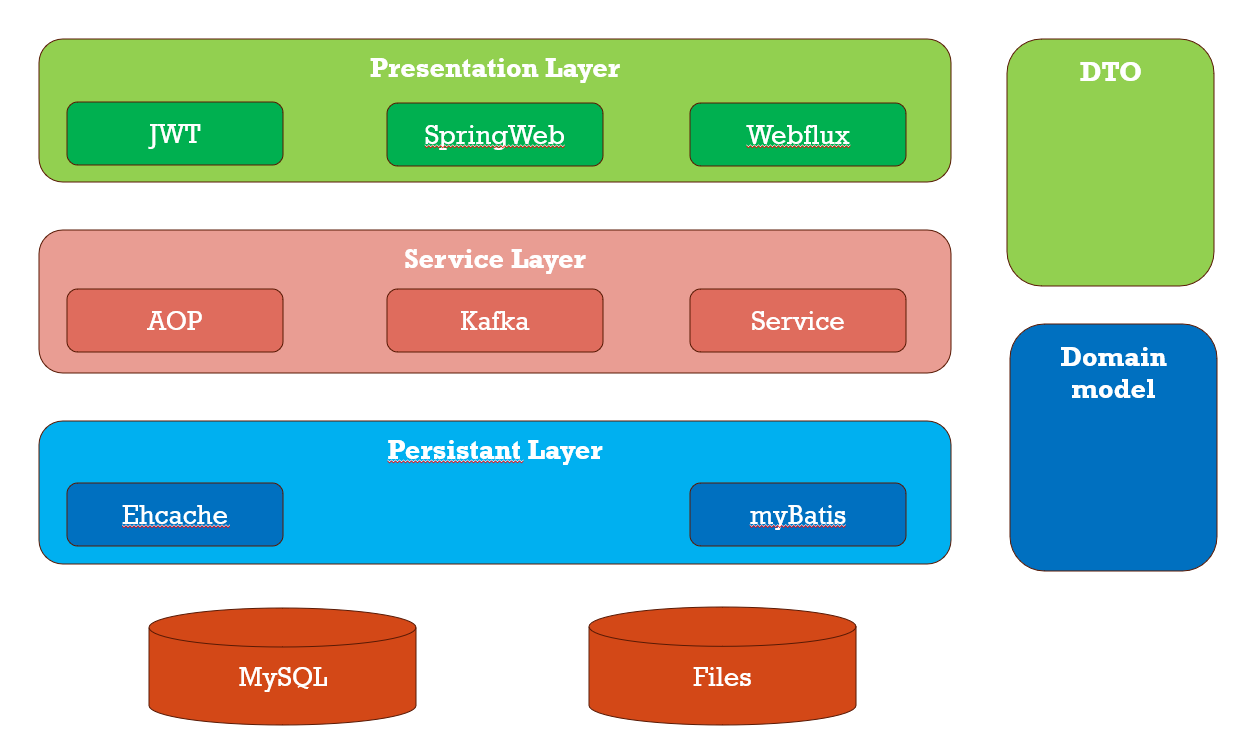 Presentation Layer
JWT
SpringWeb
Webflux
DTO
Service Layer
AOP
Kafka
Service
Domain
model
Persistant Layer
Ehcache
myBatis
MySQL
Files